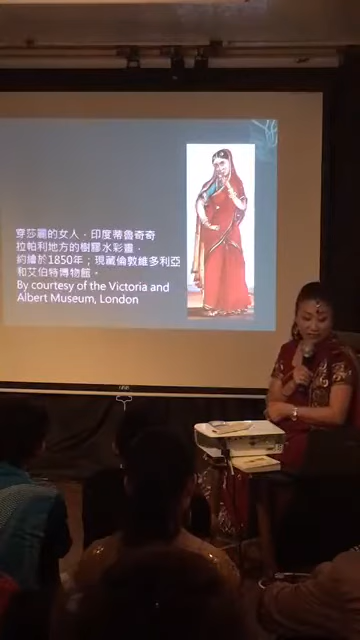 穿莎麗的女人，印度蒂魯奇奇
拉帕利地方的樹膠水彩畫，
約繪於1850年；現藏倫敦維多利亞
和艾伯特博物館。
By courtesy of the Victoria and
Albert Museum, London